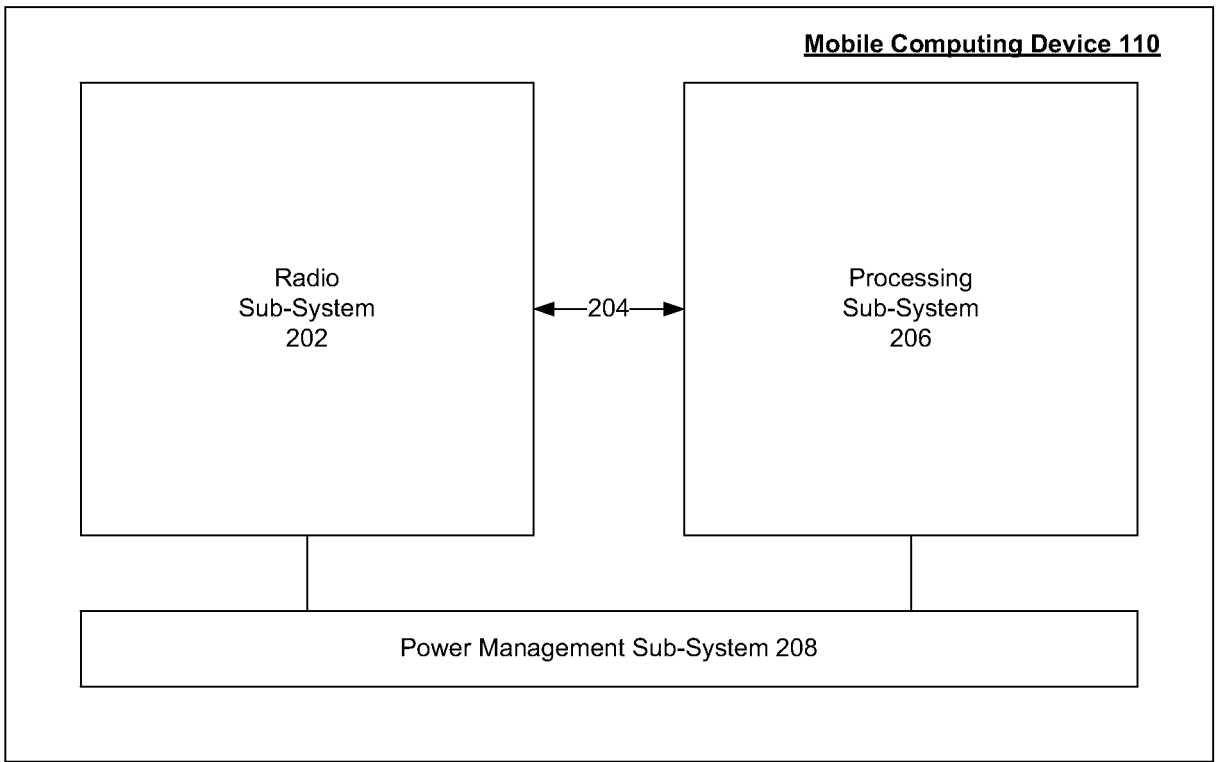 Mobile Computing Device 110
Radio
Sub-System
202
204
Processing
Sub-System
206
Power Management Sub-System 208